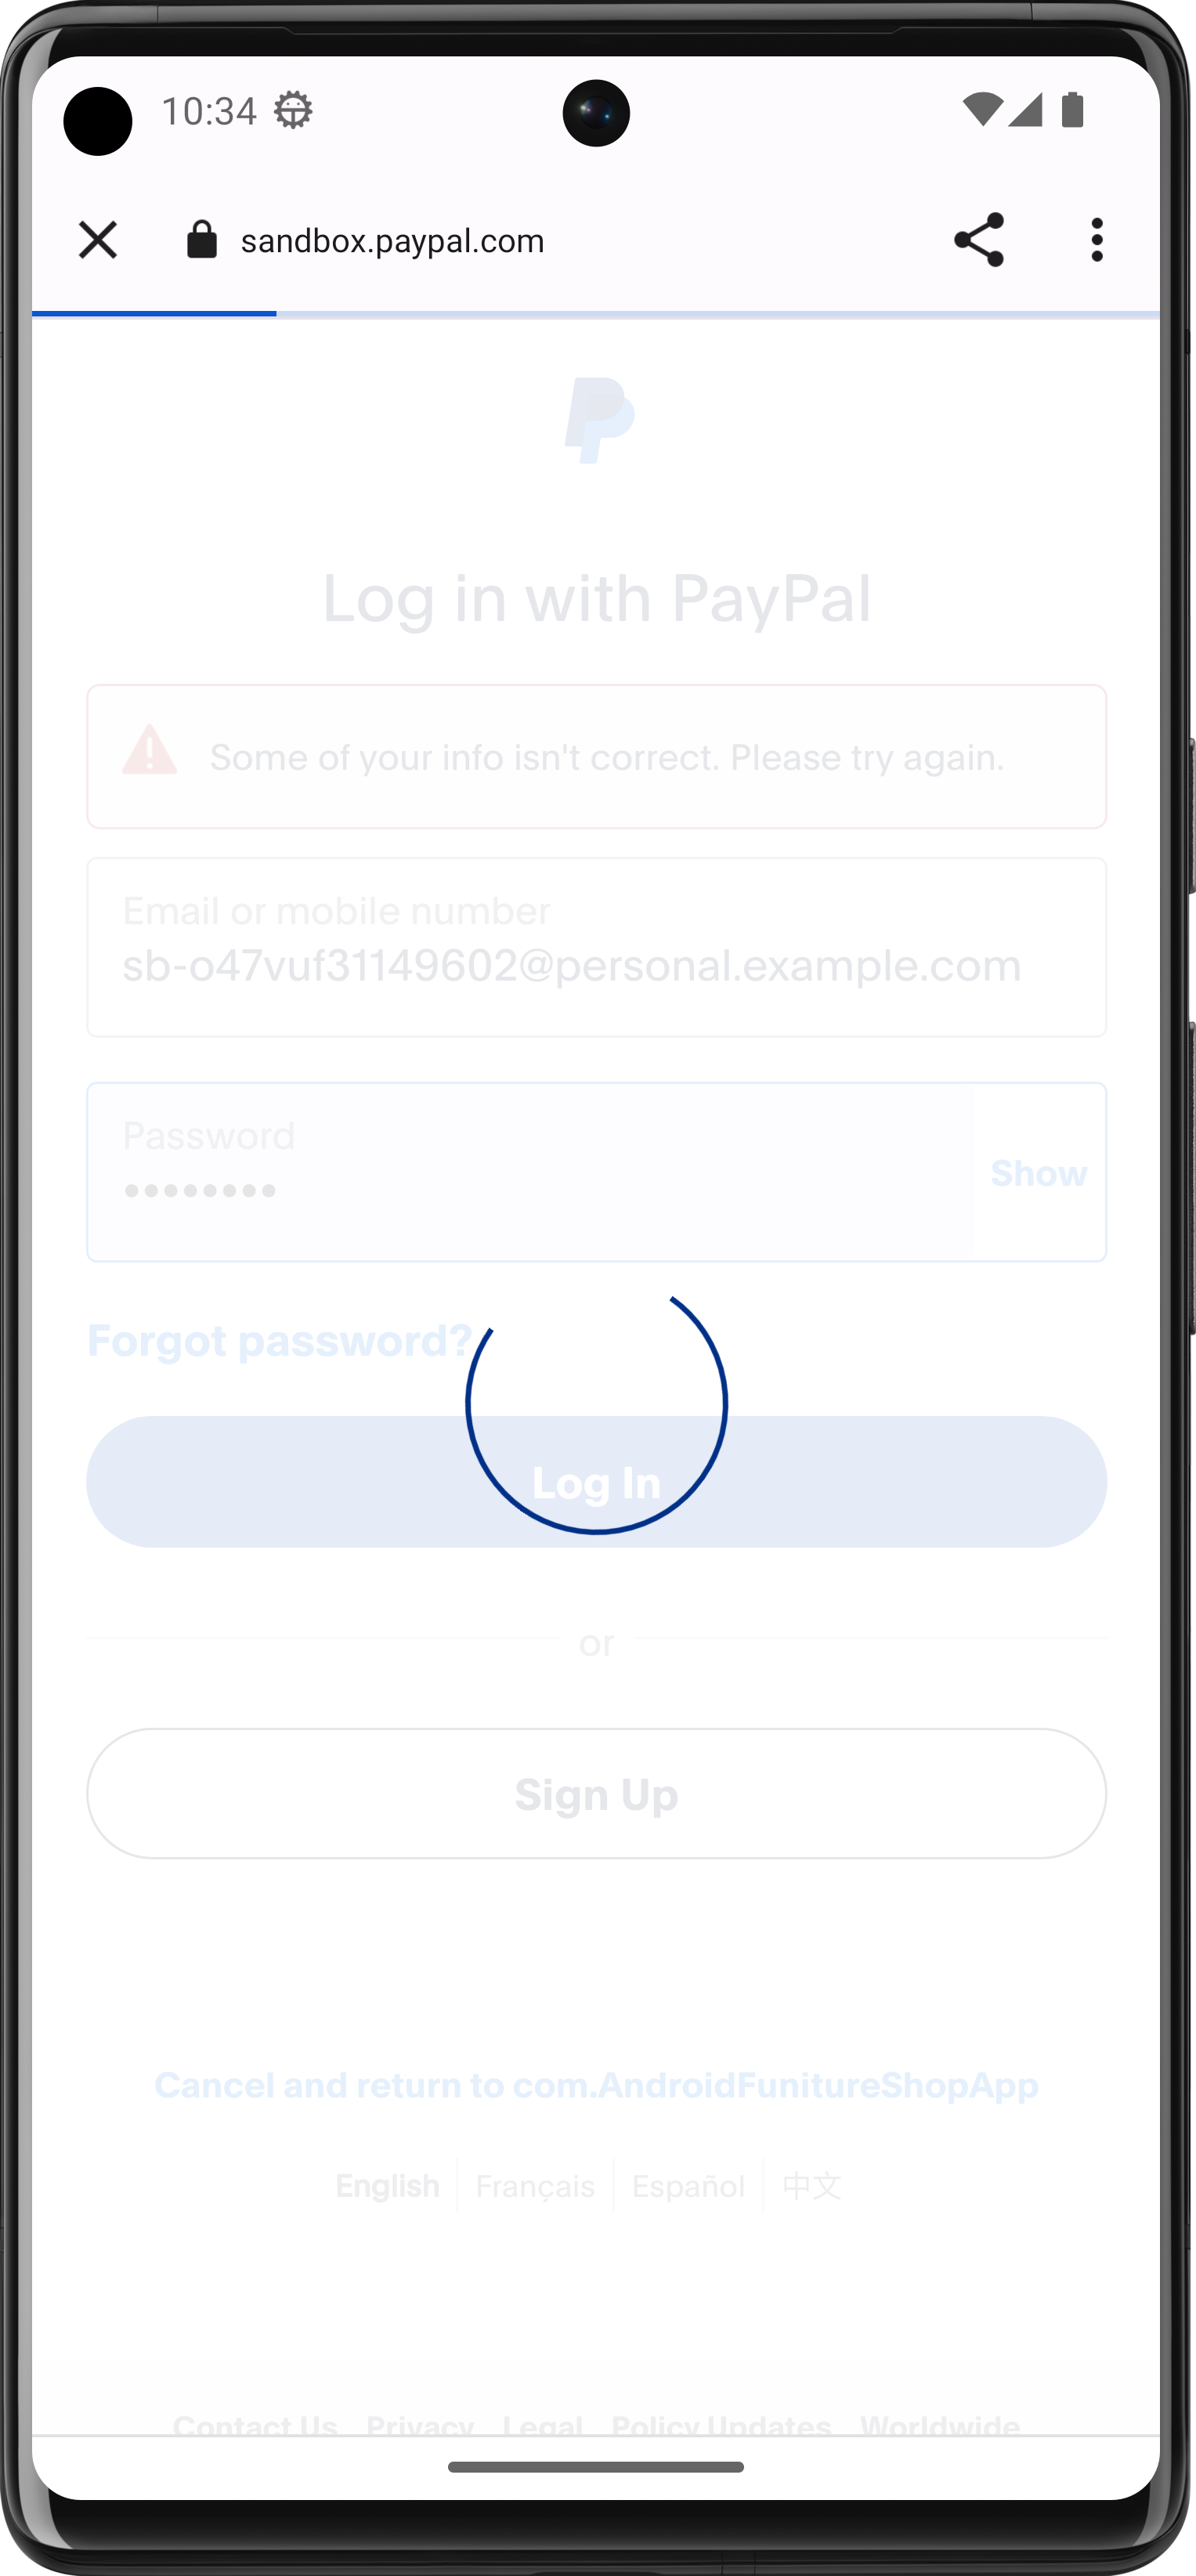 10:34
sandbox.paypal.com
Log in with PayPal
Some of your info isn't correct. Please try again.
Email or mobile number
sb-o47vuf31149602@personal.example.com
Password
••••••••
Show
Forgot password?
Log In
or
Sign Up
Cancel and return to com.AndroidFunitureShopApp
English Français Español 中文
Contact Us Privacy Legal Policy Updates Worldwide